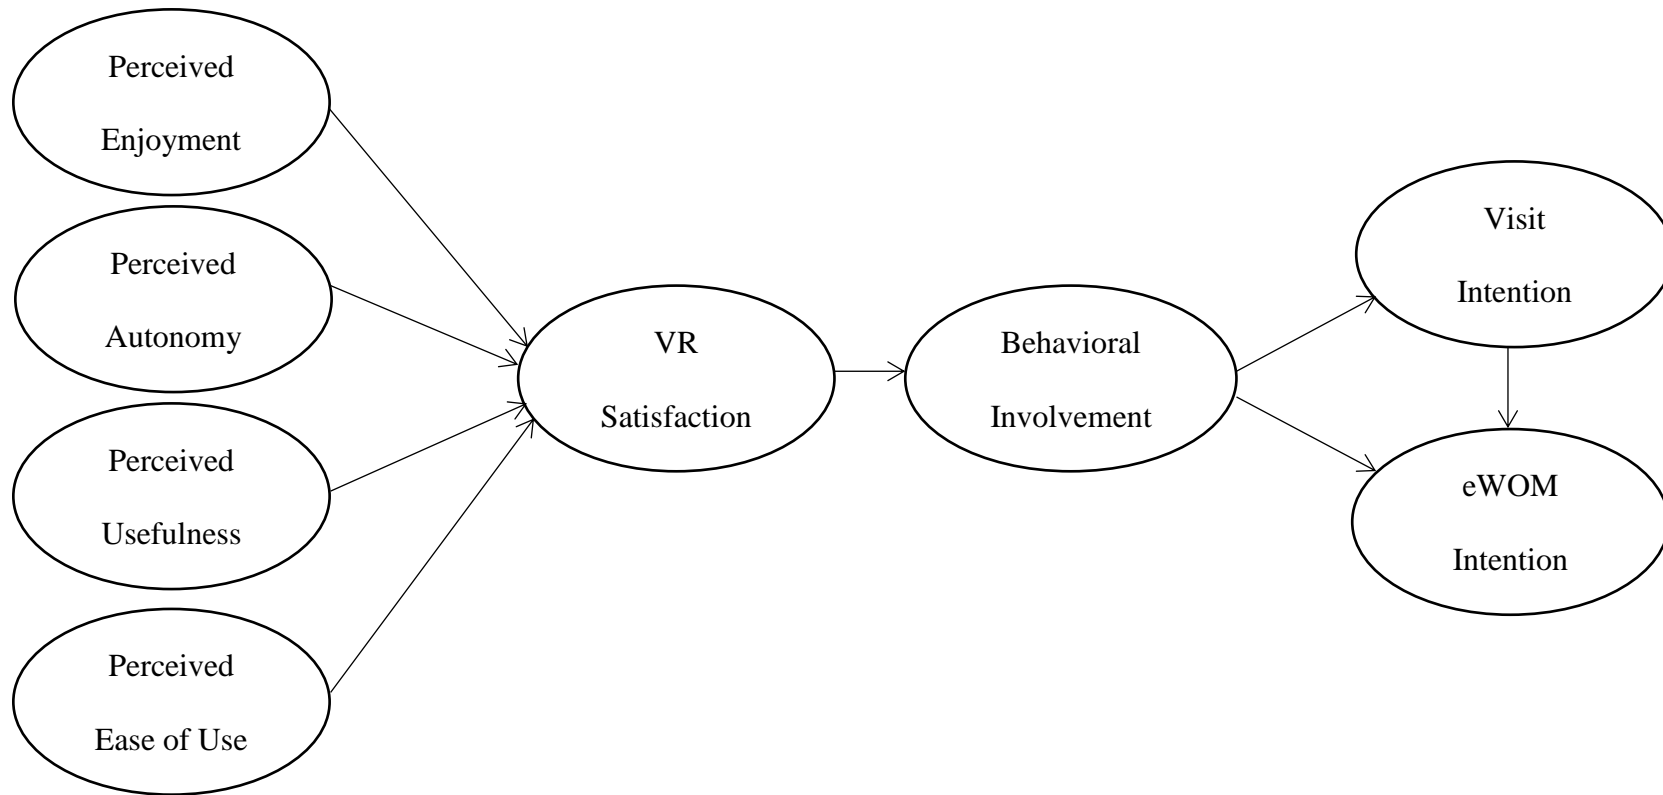 Perceived
Enjoyment
Perceived
Autonomy
Perceived
Usefulness
Perceived
Ease of Use
VR
Satisfaction
Behavioral
Involvement
Visit
Intention
eWOM
Intention